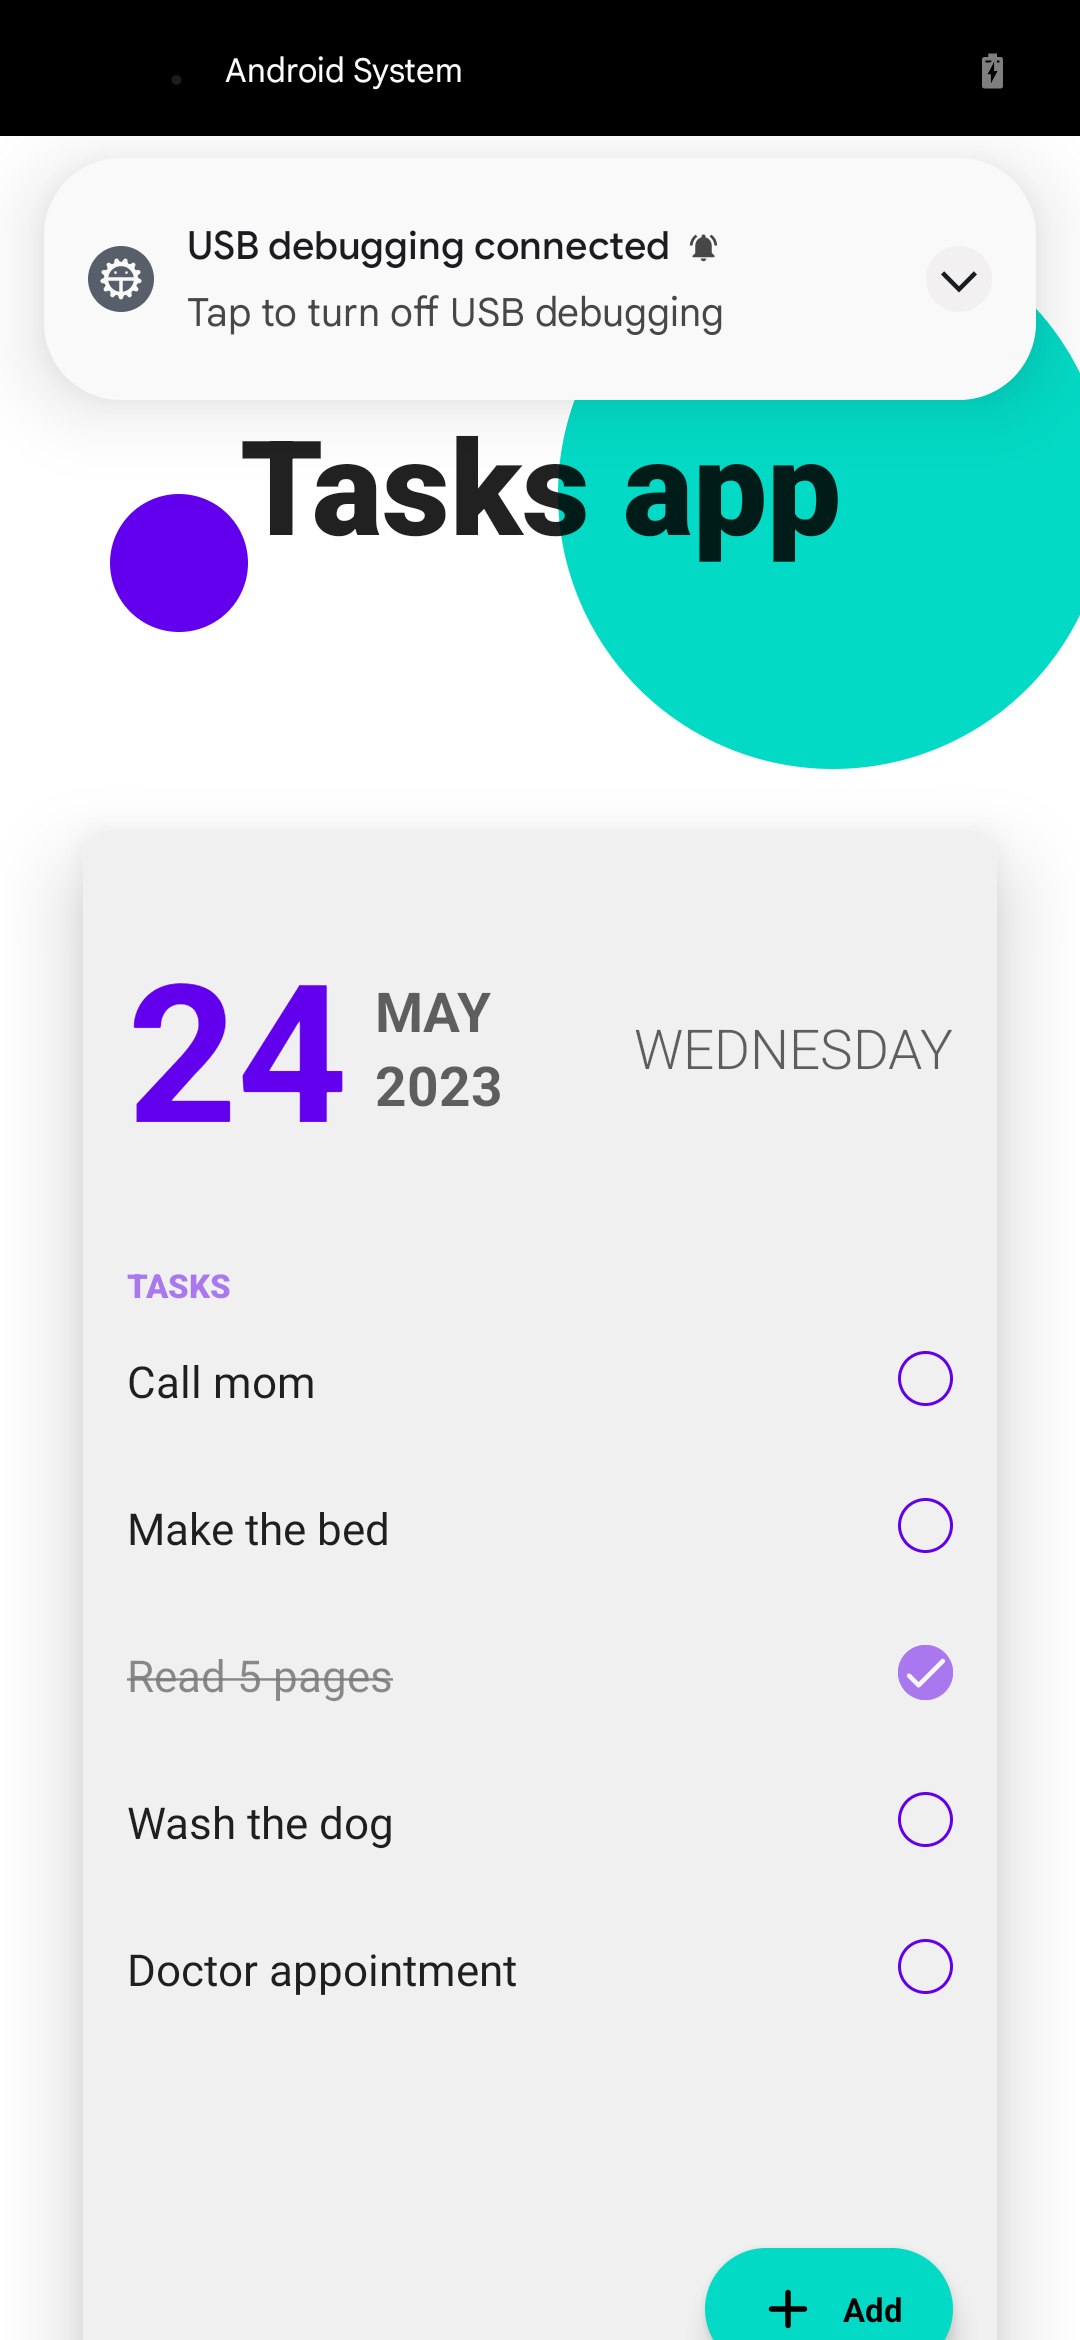 Android System
USB debugging connected
Tap to turn off USB debugging
Tasks app
24
MAY
2023
WEDNESDAY
TASKS
Call mom
Make the bed
Read 5 pages
Wash the dog
Doctor appointment
Add